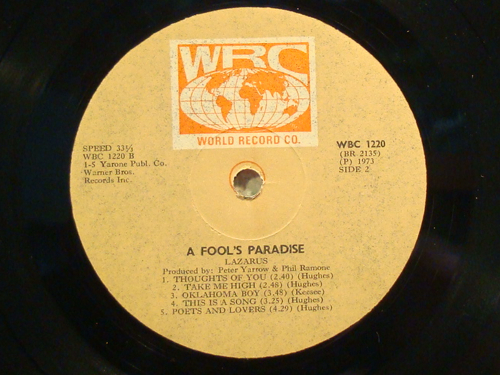 WRC
WORLD RECORD CO.
SPEED 33⅓
WBC 1220 B
1-5 Yarone Publ. Co.
Warner Bros.
Records Inc.
WBC 1220
(BR 2135)
(P) 1973
SIDE 2
A FOOL'S PARADISE
LAZARUS
Produced by: Peter Yarrow & Phil Ramone
1. THOUGHTS OF YOU (2.40) (Hughes)
2. TAKE ME HIGH (2.48) (Hughes)
3. OKLAHOMA BOY (3.48) (Keesee)
4. THIS IS A SONG (3.25) (Hughes)
5. POETS AND LOVERS (4.29) (Hughes)